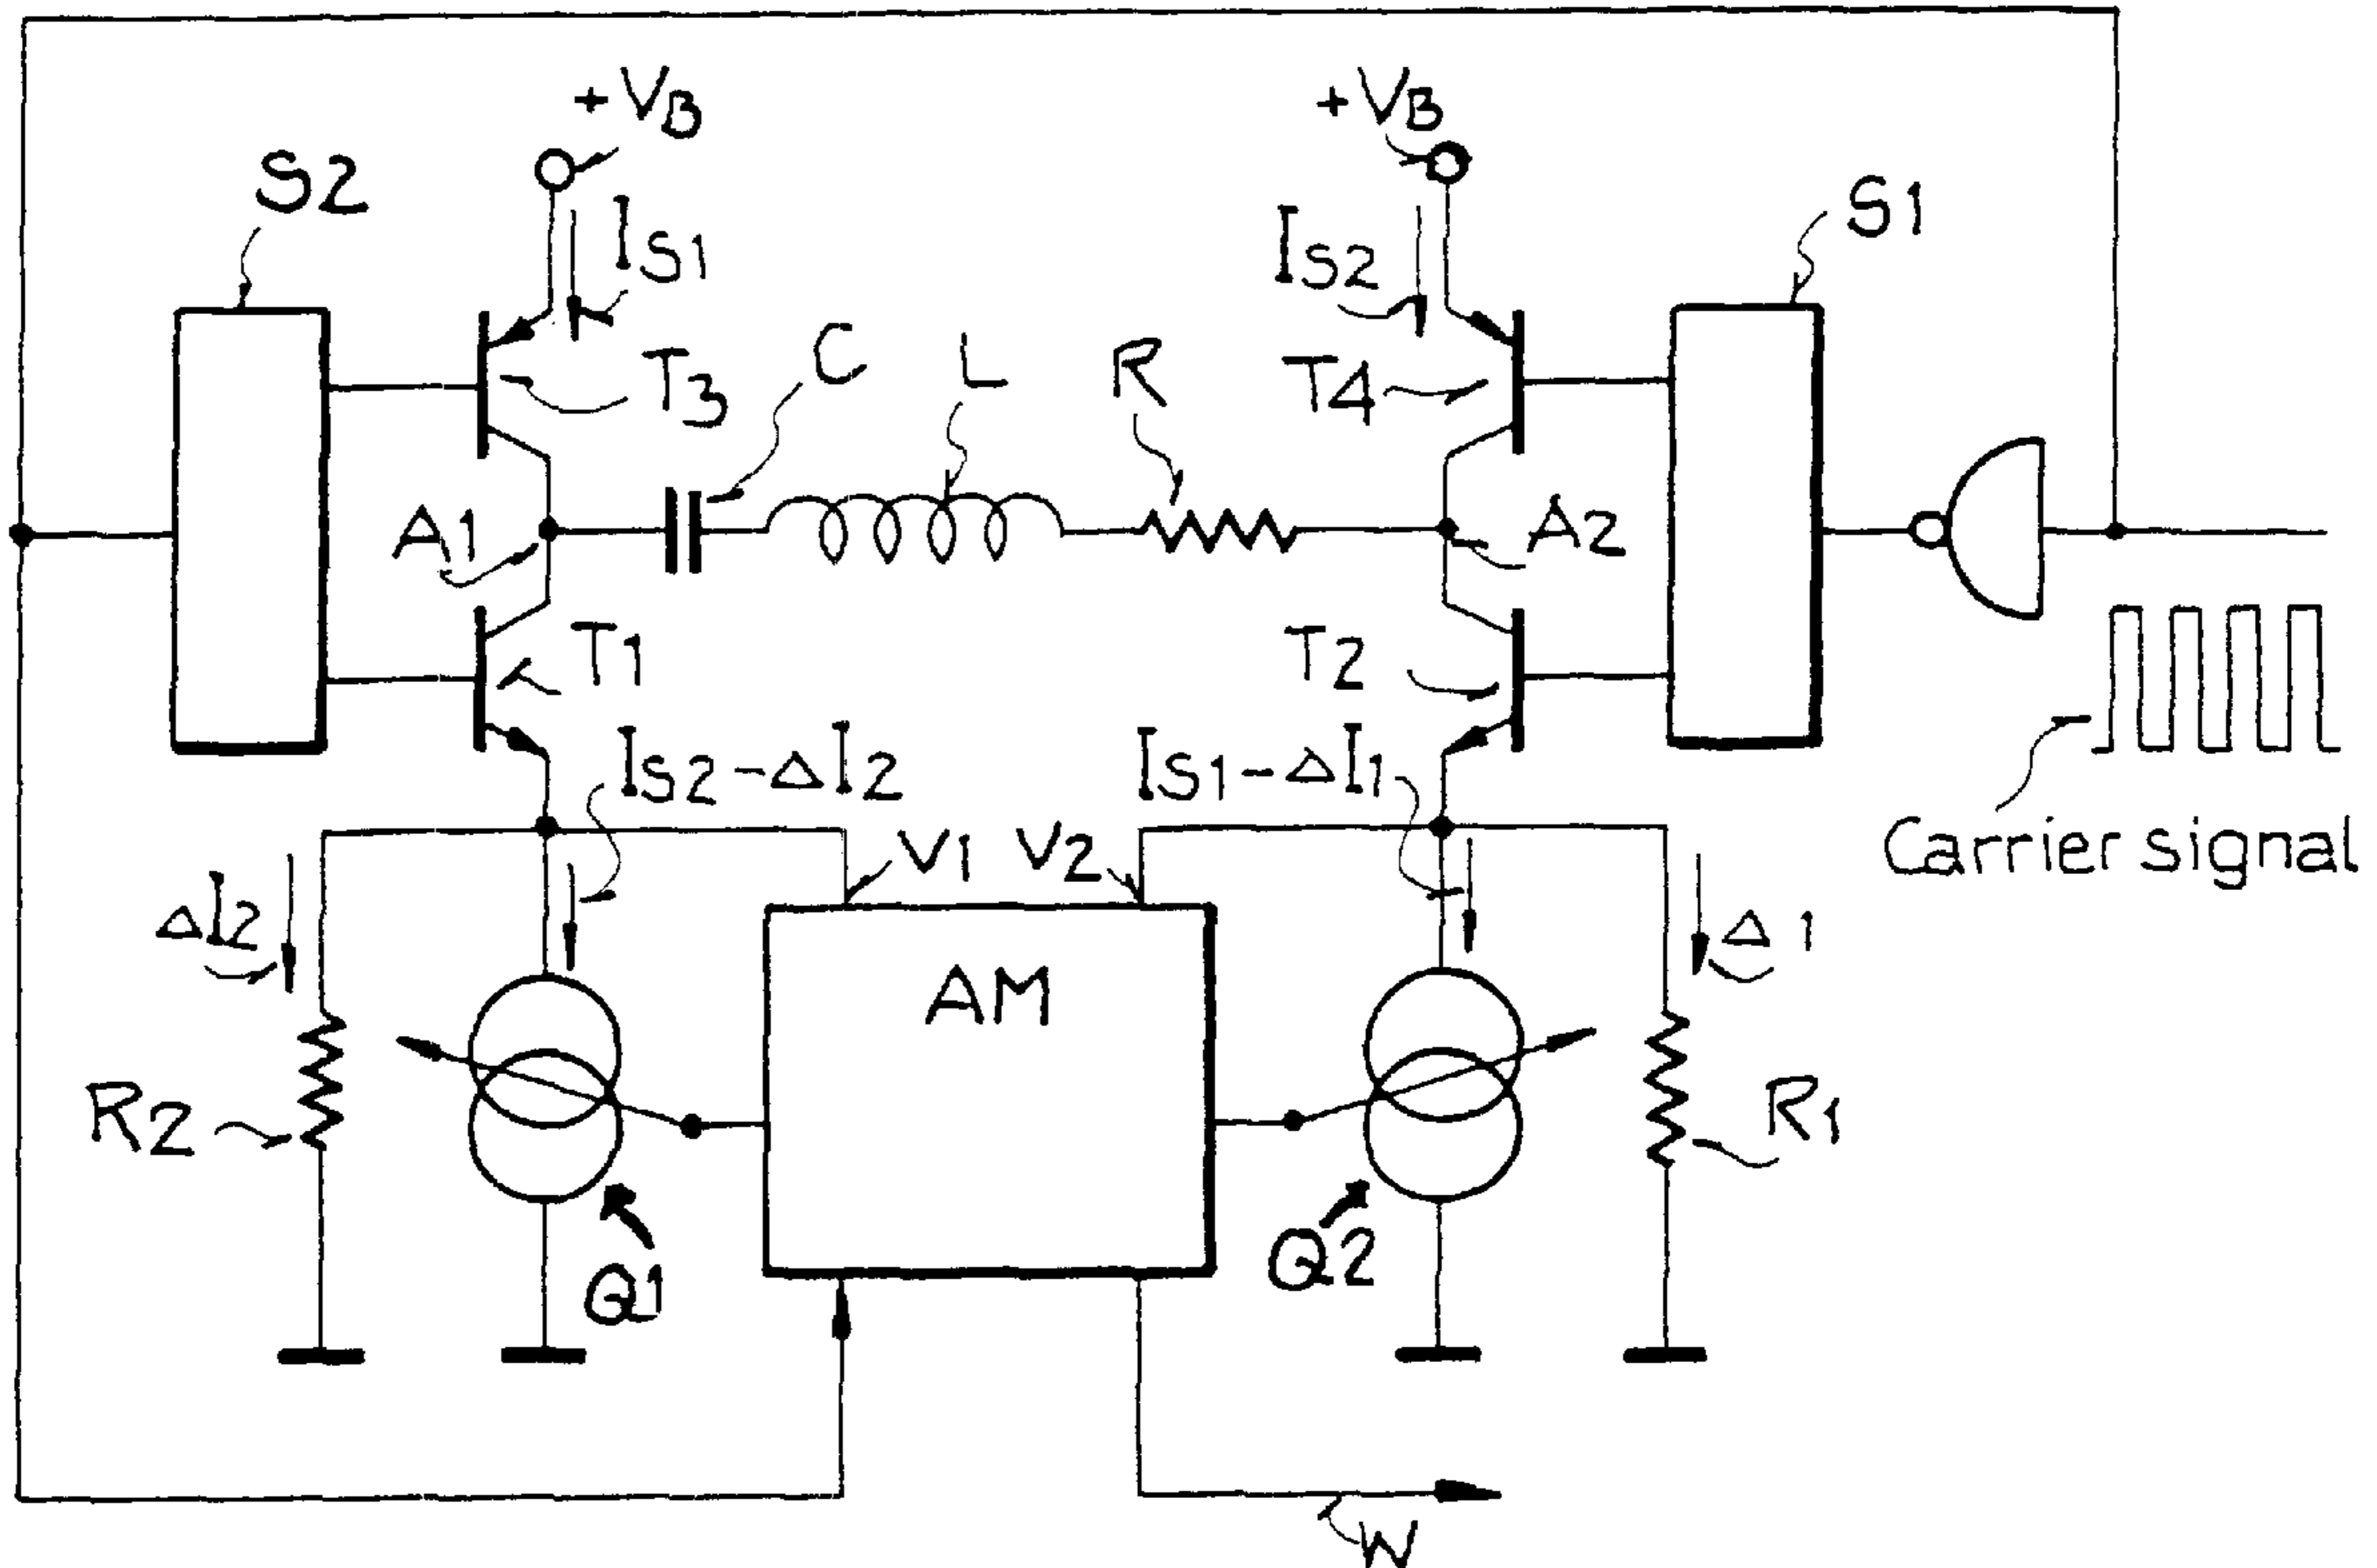 +VB
+VB
S2
IS1
IS2
S1
T3
C
L
R
T4
A1
A2
T1
T2
IS2-ΔI2
IS1-ΔI1
V1
V2
Carrier signal
ΔI2
Δ1
AM
R2
R1
Q1
Q2
W